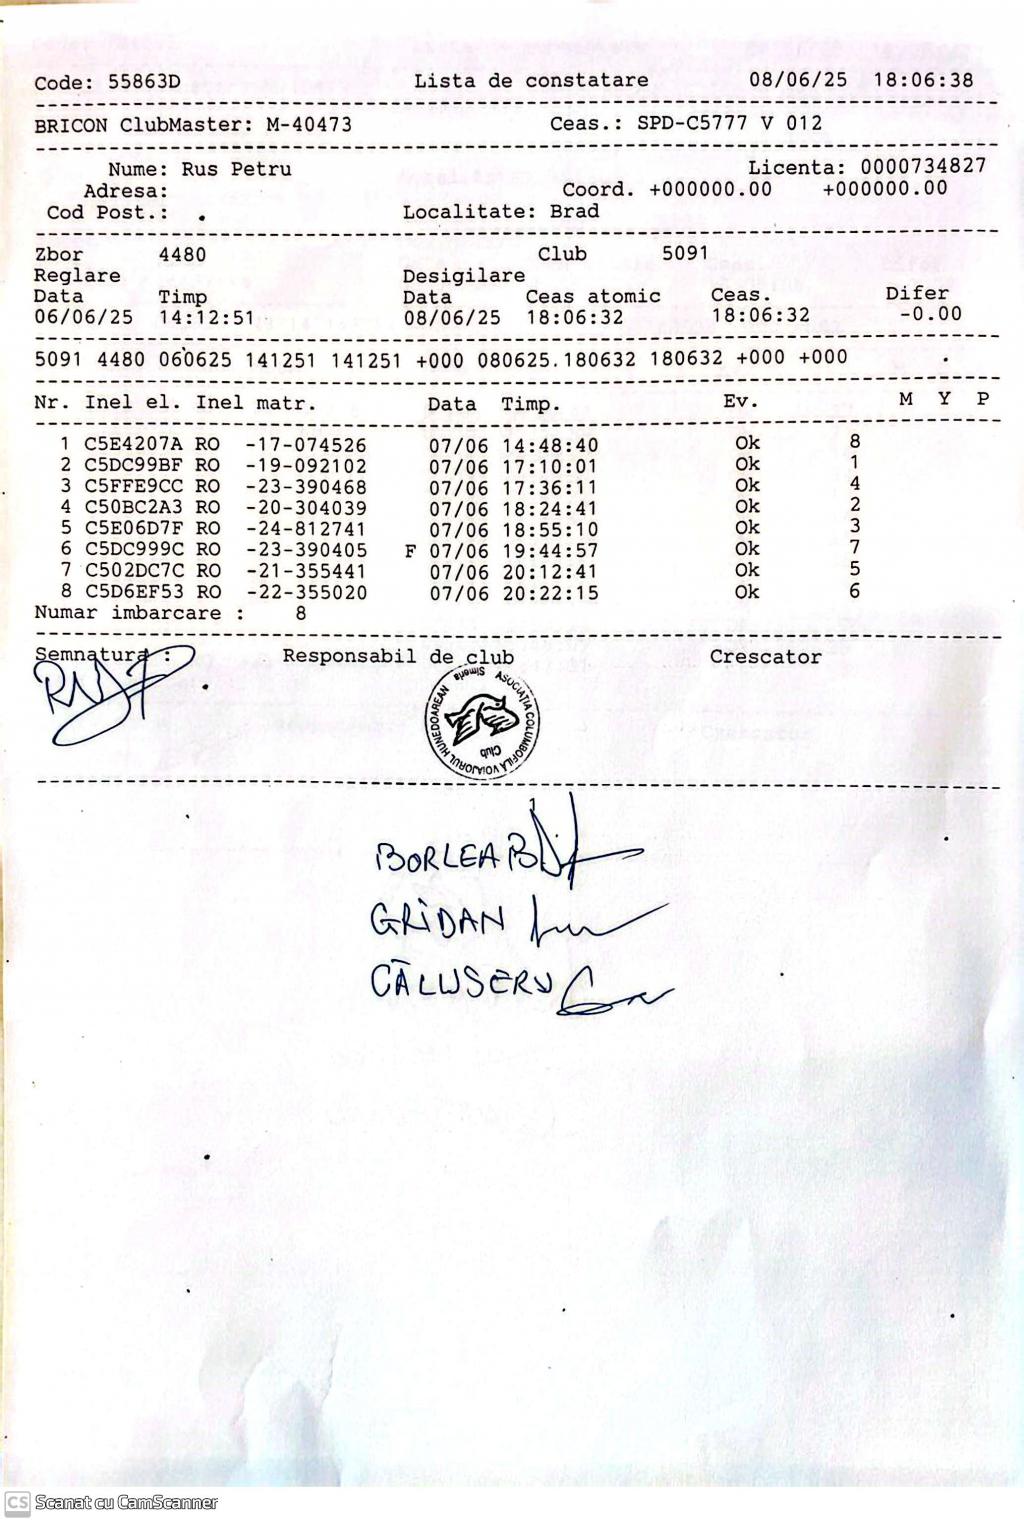 Code: 55863D Lista de constatare 08/06/25 18:06:38
BRICON ClubMaster: M-40473 Ceas.: SPD-C5777 V 012
Nume: Rus Petru Licenta: 0000734827
Adresa: Coord. +000000.00 +000000.00
Cod Post.: . Localitate: Brad
Zbor 4480 Club 5091
Reglare Desigilare
Data Timp Data Ceas atomic Ceas. Difer
06/06/25 14:12:51 08/06/25 18:06:32 18:06:32 -0.00
5091 4480 060625 141251 141251 +000 080625 180632 180632 +000 +000
Nr. Inel el. Inel matr. Data Timp. Ev. M Y P
1 C5E4207A RO -17-074526 07/06 14:48:40 Ok 8
2 C5DC99BF RO -19-092102 07/06 17:10:01 Ok 1
3 C5FFE9CC RO -23-390468 07/06 17:36:11 Ok 4
4 C50BC2A3 RO -20-304039 07/06 18:24:41 Ok 2
5 C5E06D7F RO -24-812741 07/06 18:55:10 Ok 3
6 C5DC999C RO -23-390405 F 07/06 19:44:57 Ok 7
7 C502DC7C RO -21-355441 07/06 20:12:41 Ok 5
8 C5D6EF53 RO -22-355020 07/06 20:22:15 Ok 6
Numar imbarcare : 8
Semnatura : Responsabil de club Crescator
ASOCIATIA COLUMBOFILA VOIAJORUL HUNEDOAREAN
Simeria
Club
BORLEA
GRIDAN
CĂLUSERU
CS Scanat cu CamScanner